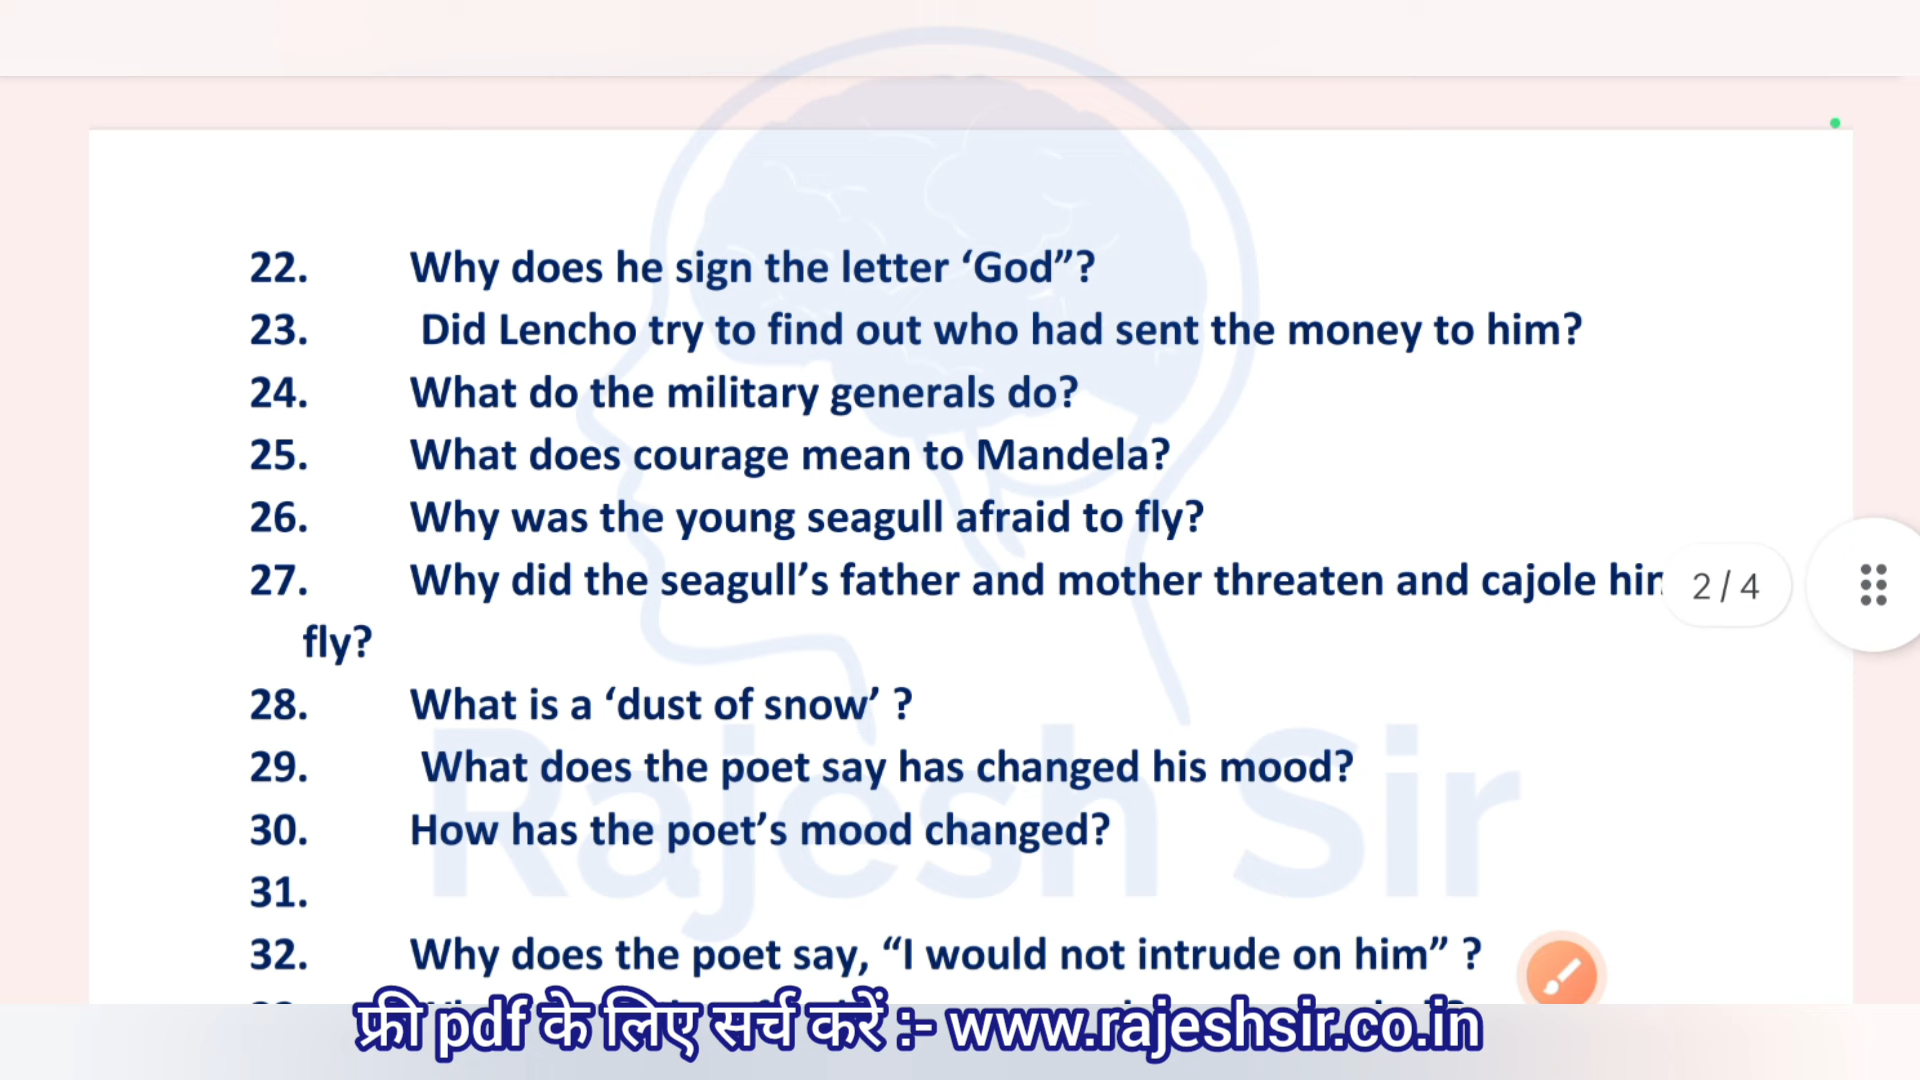 22. Why does he sign the letter ‘God”?
23. Did Lencho try to find out who had sent the money to him?
24. What do the military generals do?
25. What does courage mean to Mandela?
26. Why was the young seagull afraid to fly?
27. Why did the seagull’s father and mother threaten and cajole
2 / 4
fly?
28. What is a ‘dust of snow’ ?
29. What does the poet say has changed his mood?
30. How has the poet’s mood changed?
31.
32. Why does the poet say, “I would not intrude on him” ?
Rajesh Sir
फ्री pdf के लिए सर्च करें :- www.rajeshsir.co.in